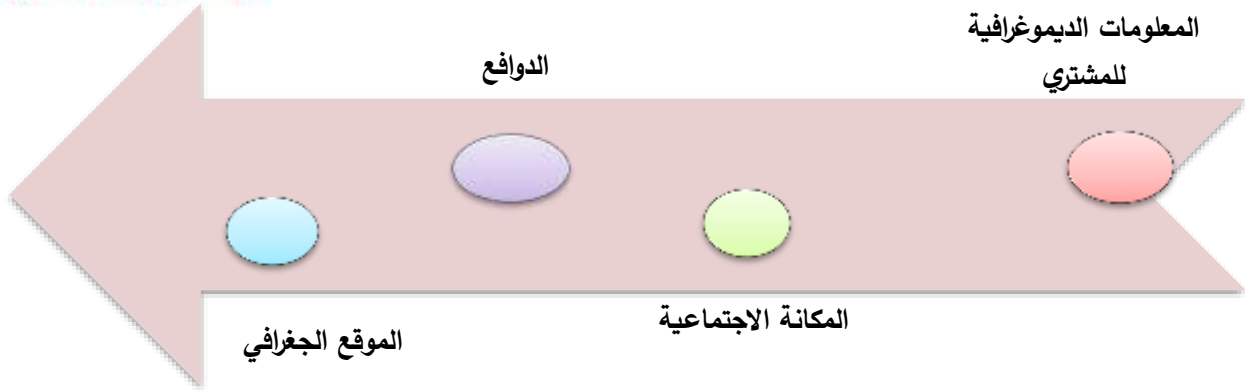 المعلومات الديموغرافية
للمشتري
المكانة الاجتماعية
الدوافع
الموقع الجغرافي